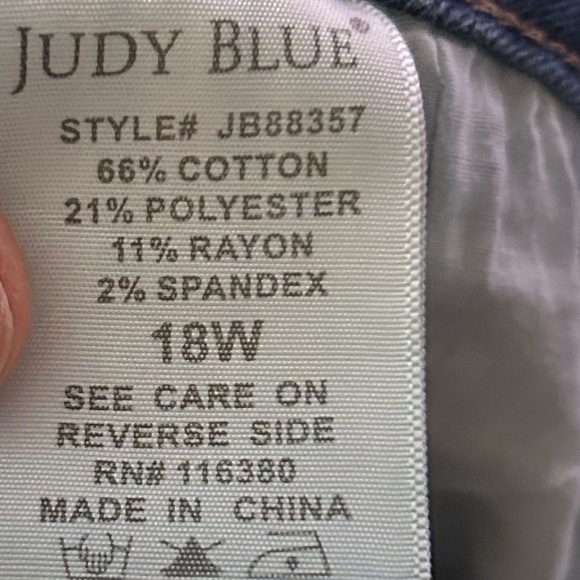 JUDY BLUE®
STYLE# JB88357
66% COTTON
21% POLYESTER
11% RAYON
2% SPANDEX
18W
SEE CARE ON
REVERSE SIDE
RN# 116380
MADE IN CHINA